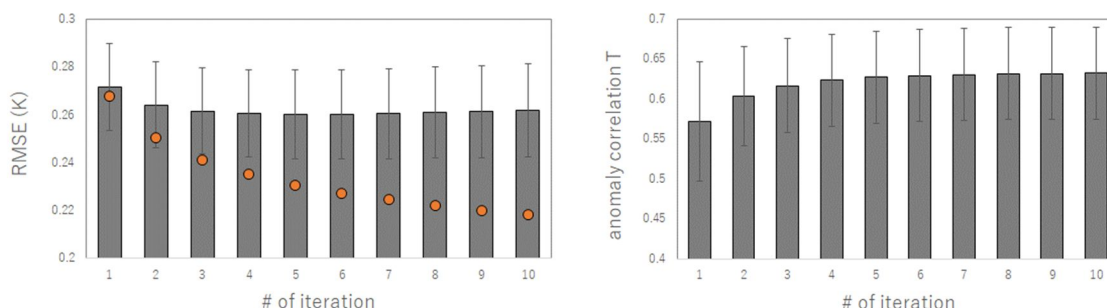 RMSE (K)
0.3
0.28
0.26
0.24
0.22
0.2
1 2 3 4 5 6 7 8 9 10
# of iteration
anomaly correlation T
0.7
0.65
0.6
0.55
0.5
0.45
0.4
1 2 3 4 5 6 7 8 9 10
# of iteration